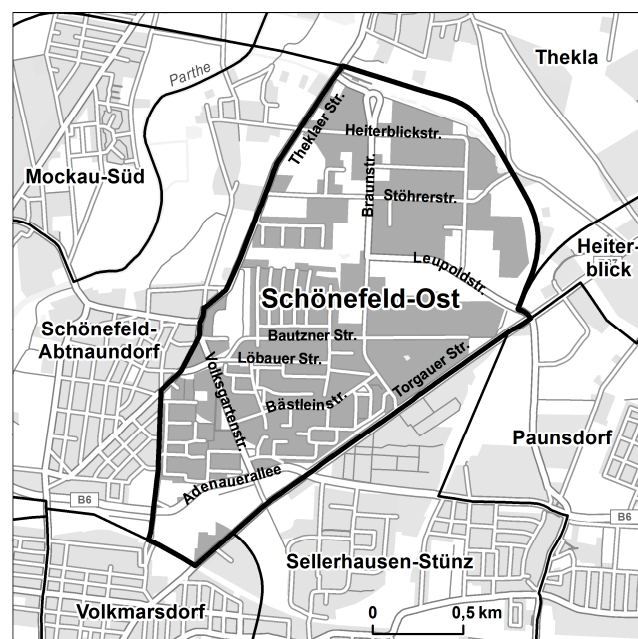 Thekla
Parthe
Theklaer Str.
Heiterblickstr.
Mockau-Süd
Braunstr.
Stöhrerstr.
Heiter-
blick
Leupoldstr.
Schönefeld-Ost
Schönefeld-
Abtnaundorf
Bautzner Str.
Löbauer Str.
Volksgartenstr.
Torgauer Str.
Bästleinstr.
Paunsdorf
Adenauerallee
B6
B6
Sellerhausen-Stünz
Volkmarsdorf
0 0,5 km